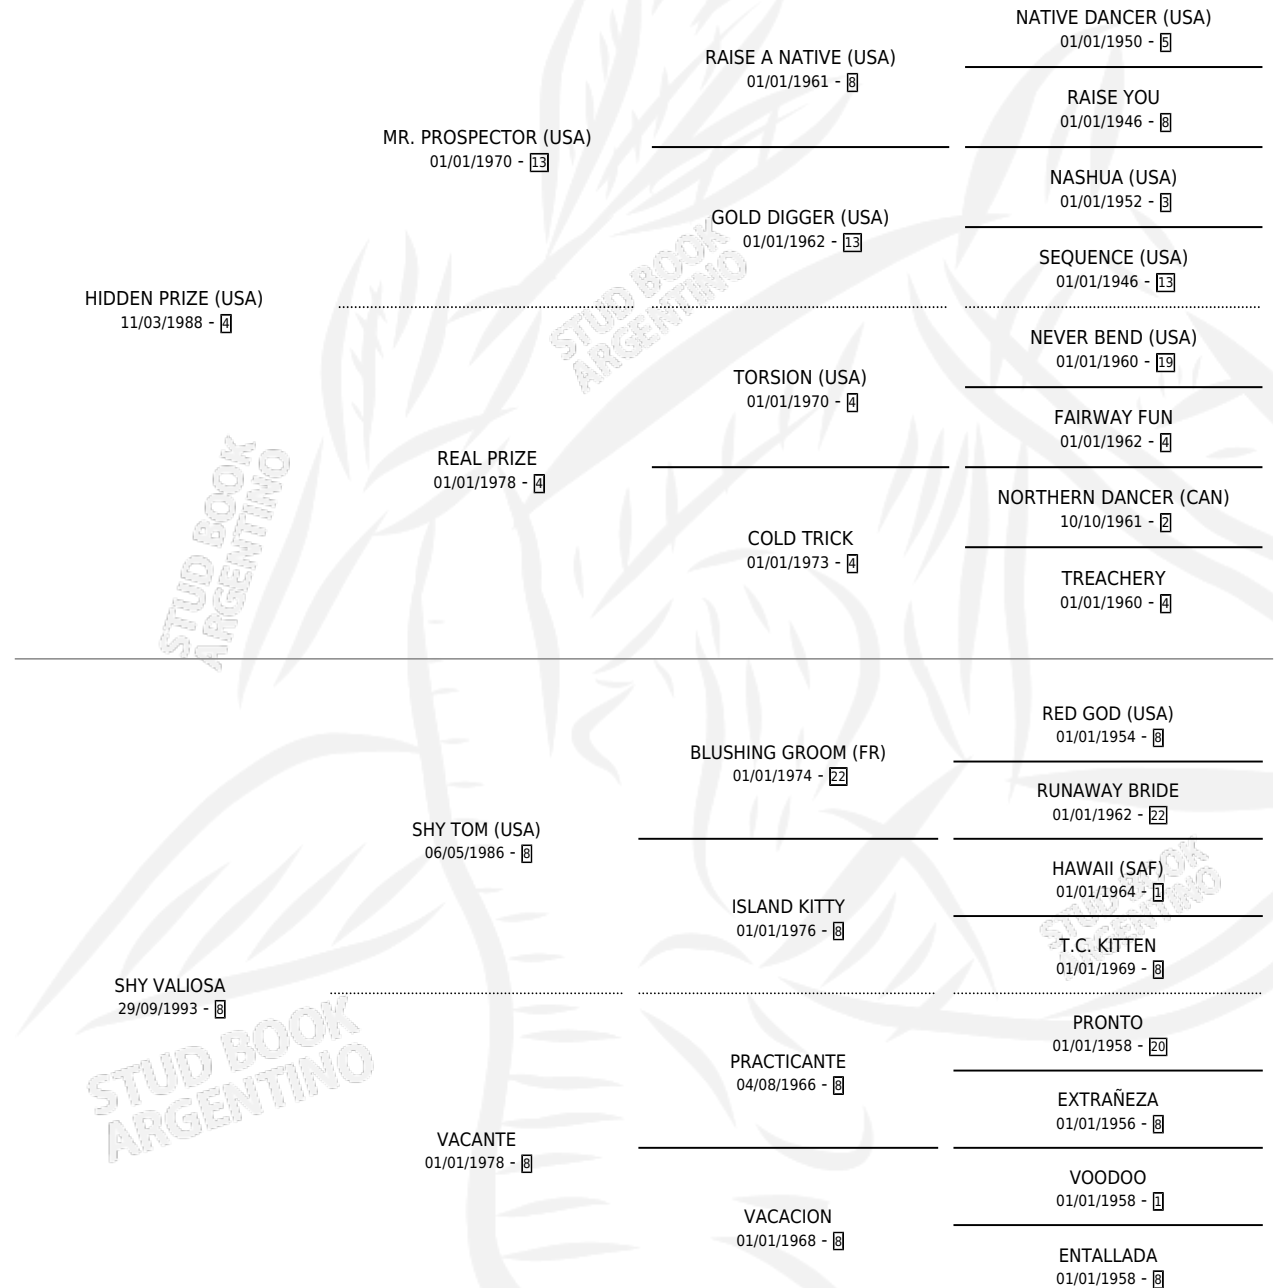 NATIVE DANCER (USA)
01/01/1950 - 5
RAISE A NATIVE (USA)
01/01/1961 - 8
RAISE YOU
01/01/1946 - 8
MR. PROSPECTOR (USA)
01/01/1970 - 13
NASHUA (USA)
01/01/1952 - 3
GOLD DIGGER (USA)
01/01/1962 - 13
SEQUENCE (USA)
01/01/1946 - 13
HIDDEN PRIZE (USA)
11/03/1988 - 4
STUD BOOK
ARGENTINO
NEVER BEND (USA)
01/01/1960 - 19
TORSION (USA)
01/01/1970 - 4
FAIRWAY FUN
01/01/1962 - 4
REAL PRIZE
01/01/1978 - 4
NORTHERN DANCER (CAN)
10/10/1961 - 2
COLD TRICK
01/01/1973 - 4
TREACHERY
01/01/1960 - 4
STUD BOOK
ARGENTINO
RED GOD (USA)
01/01/1954 - 8
BLUSHING GROOM (FR)
01/01/1974 - 22
RUNAWAY BRIDE
01/01/1962 - 22
SHY TOM (USA)
06/05/1986 - 8
HAWAII (SAF)
01/01/1964 - 1
ISLAND KITTY
01/01/1976 - 8
STUD BOOK
ARGENTINO
T.C. KITTEN
01/01/1969 - 8
SHY VALIOSA
29/09/1993 - 8
PRONTO
01/01/1958 - 20
STUD BOOK
ARGENTINO
PRACTICANTE
04/08/1966 - 8
EXTRAÑEZA
01/01/1956 - 8
VACANTE
01/01/1978 - 8
VOODOO
01/01/1958 - 1
VACACION
01/01/1968 - 8
ENTALLADA
01/01/1958 - 8